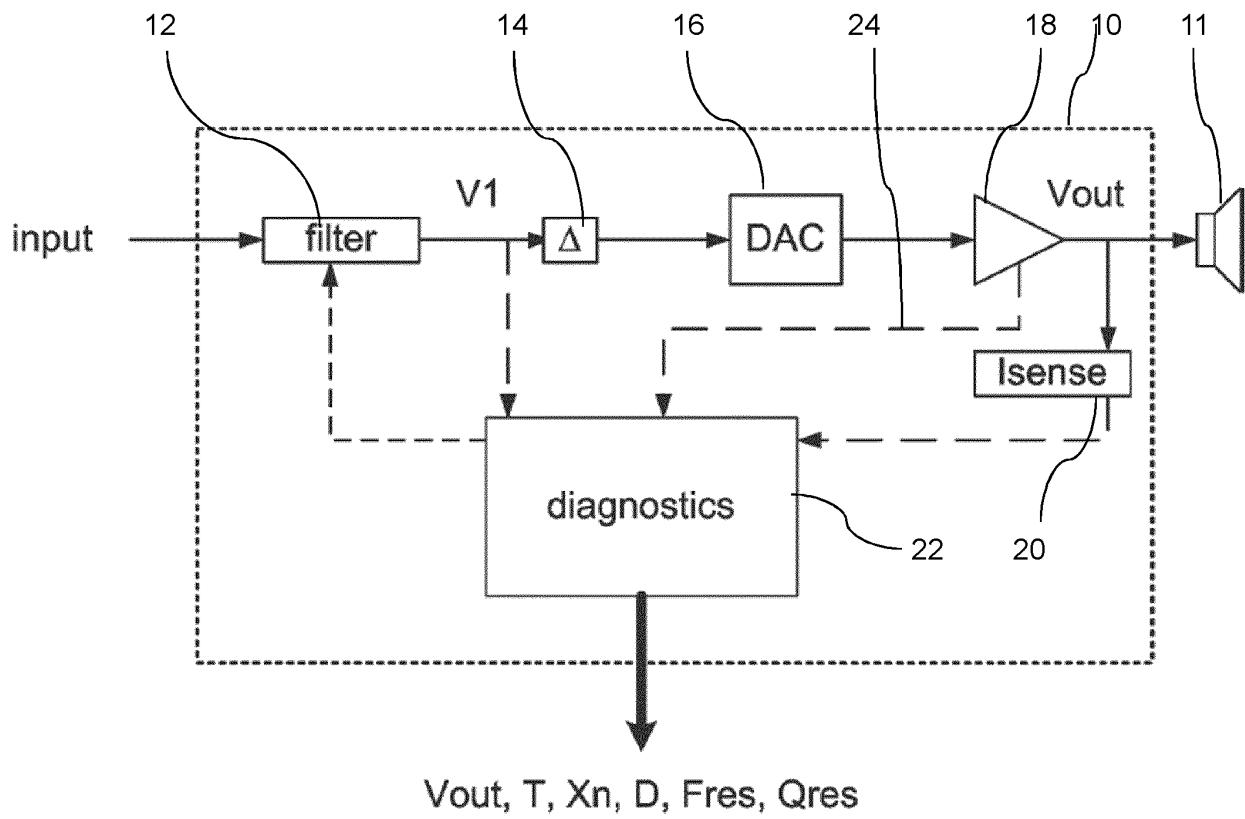 12 14 16 24 18 10 11
V1 Vout
input filter Δ DAC
Isense
diagnostics
22 20
Vout, T, Xn, D, Fres, Qres